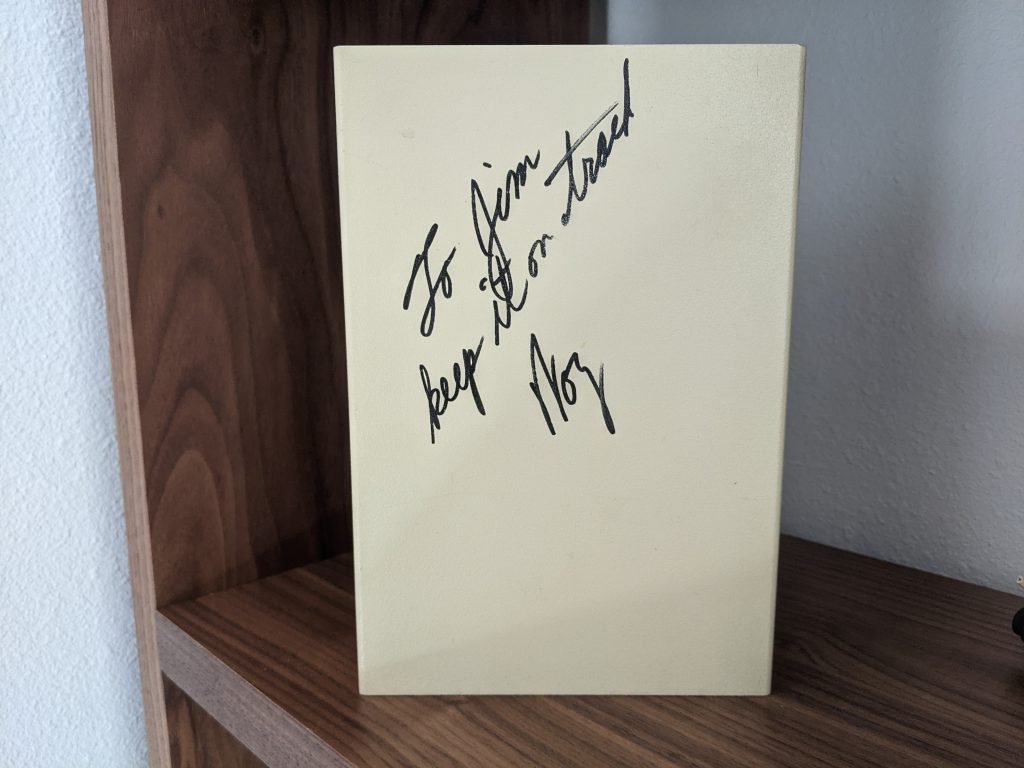 To Jim
keep it on track
Woz